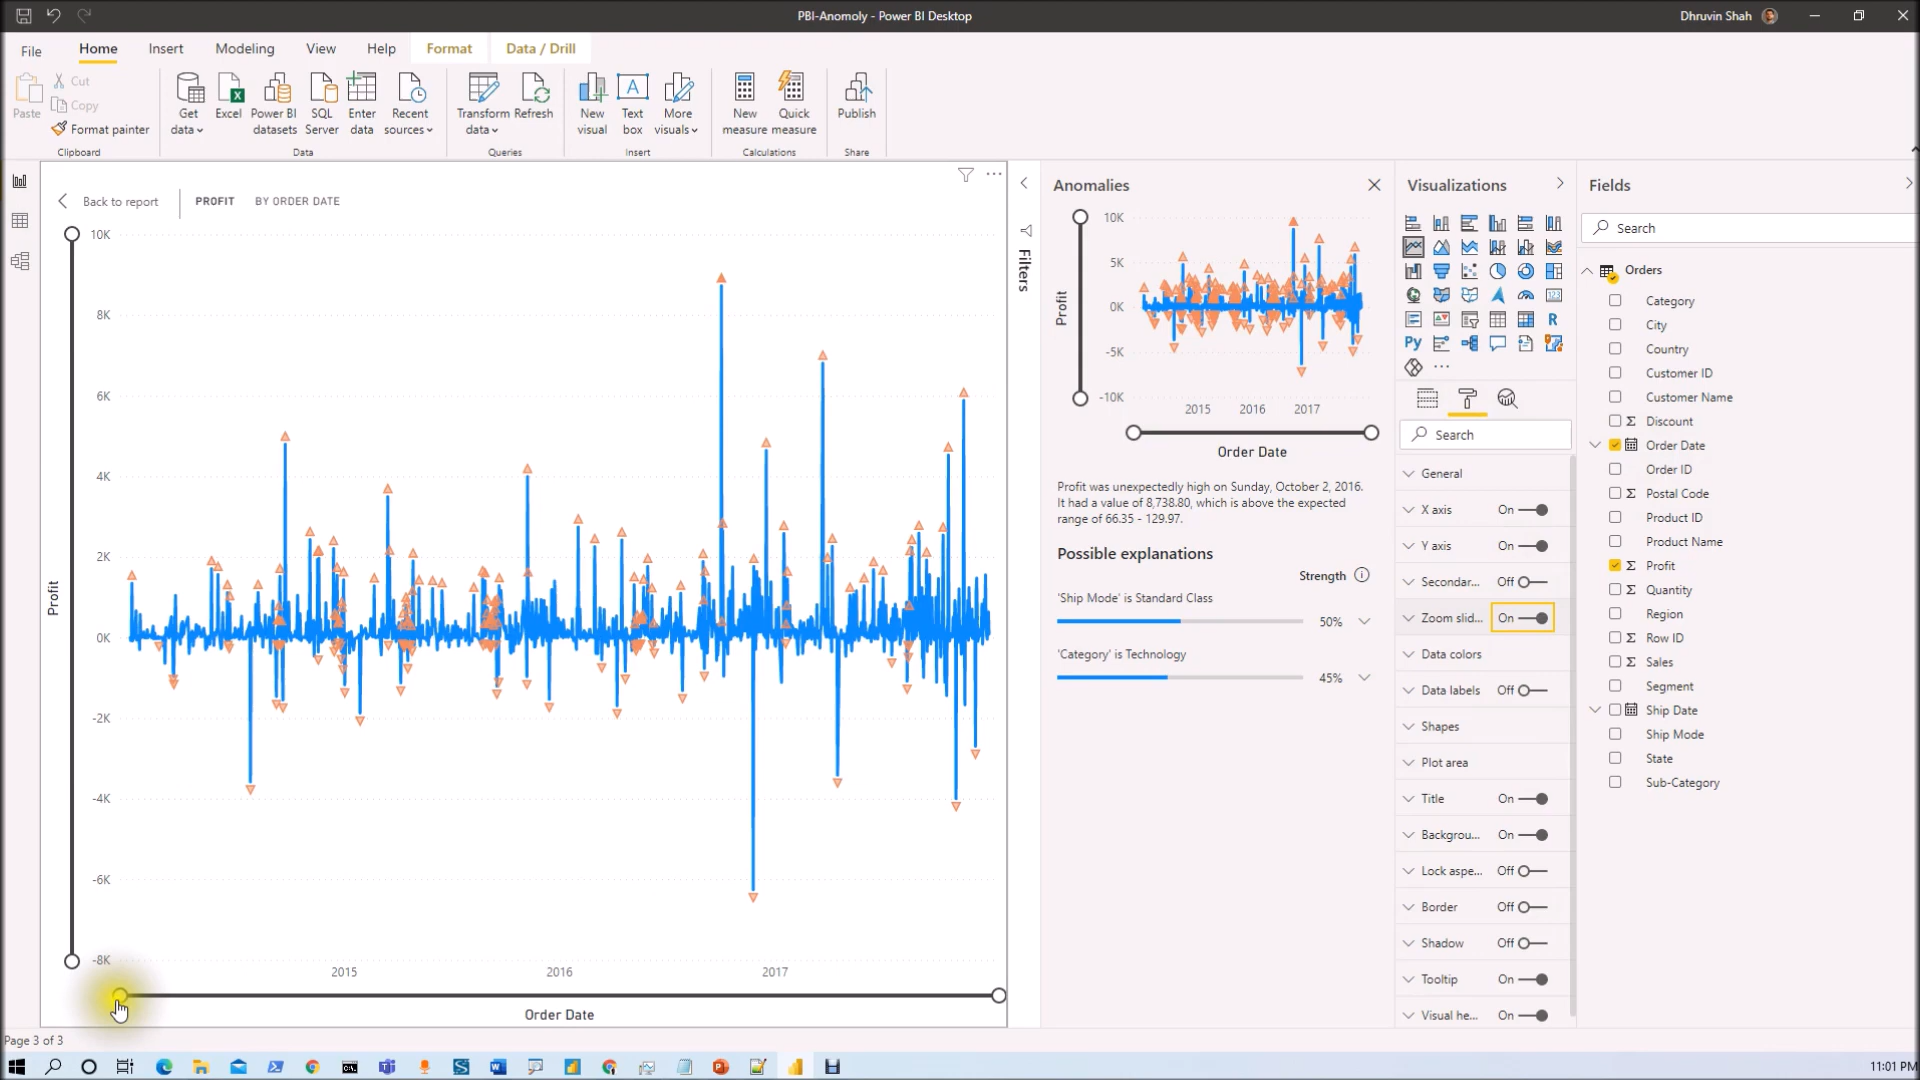 PBI-Anomoly - Power BI Desktop
Dhruvin Shah
File
Home
Insert
Modeling
View
Help
Format
Data / Drill
Paste
Cut
Copy
Format painter
Clipboard
Get data
Excel
Power BI datasets
SQL Server
Enter data
Recent sources
Data
Transform data
Refresh
Queries
New visual
Text box
More visuals
Insert
New measure
Quick measure
Calculations
Publish
Share
Back to report
PROFIT
BY ORDER DATE
10K
8K
6K
4K
2K
0K
-2K
-4K
-6K
-8K
Profit
2015
2016
2017
Order Date
Filters
Anomalies
10K
5K
0K
-5K
-10K
Profit
2015
2016
2017
Order Date
Profit was unexpectedly high on Sunday, October 2, 2016.
It had a value of 8,738.80, which is above the expected
range of 66.35 - 129.97.
Possible explanations
Strength
'Ship Mode' is Standard Class
50%
'Category' is Technology
45%
Visualizations
R
Py
Search
General
X axis On
Y axis On
Secondar... Off
Zoom slid... On
Data colors
Data labels Off
Shapes
Plot area
Title On
Backgrou... On
Lock aspe... Off
Border Off
Shadow Off
Tooltip On
Visual he... On
Fields
Search
Orders
Category
City
Country
Customer ID
Customer Name
Discount
Order Date
Order ID
Postal Code
Product ID
Product Name
Profit
Quantity
Region
Row ID
Sales
Segment
Ship Date
Ship Mode
State
Sub-Category
Page 3 of 3
11:01 PM